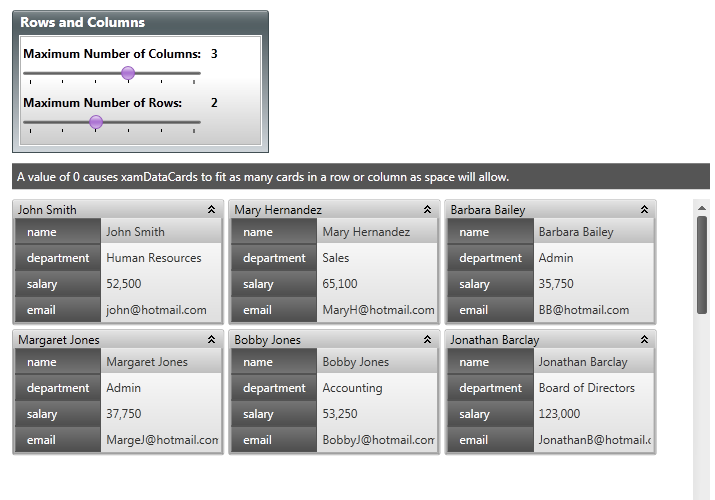 Rows and Columns
Maximum Number of Columns: 3
Maximum Number of Rows: 2
A value of 0 causes xamDataCards to fit as many cards in a row or column as space will allow.
John Smith
name John Smith
department Human Resources
salary 52,500
email john@hotmail.com
Mary Hernandez
name Mary Hernandez
department Sales
salary 65,100
email MaryH@hotmail.com
Barbara Bailey
name Barbara Bailey
department Admin
salary 35,750
email BB@hotmail.com
Margaret Jones
name Margaret Jones
department Admin
salary 37,750
email MargeJ@hotmail.com
Bobby Jones
name Bobby Jones
department Accounting
salary 53,250
email BobbyJ@hotmail.com
Jonathan Barclay
name Jonathan Barclay
department Board of Directors
salary 123,000
email JonathanB@hotmail.c